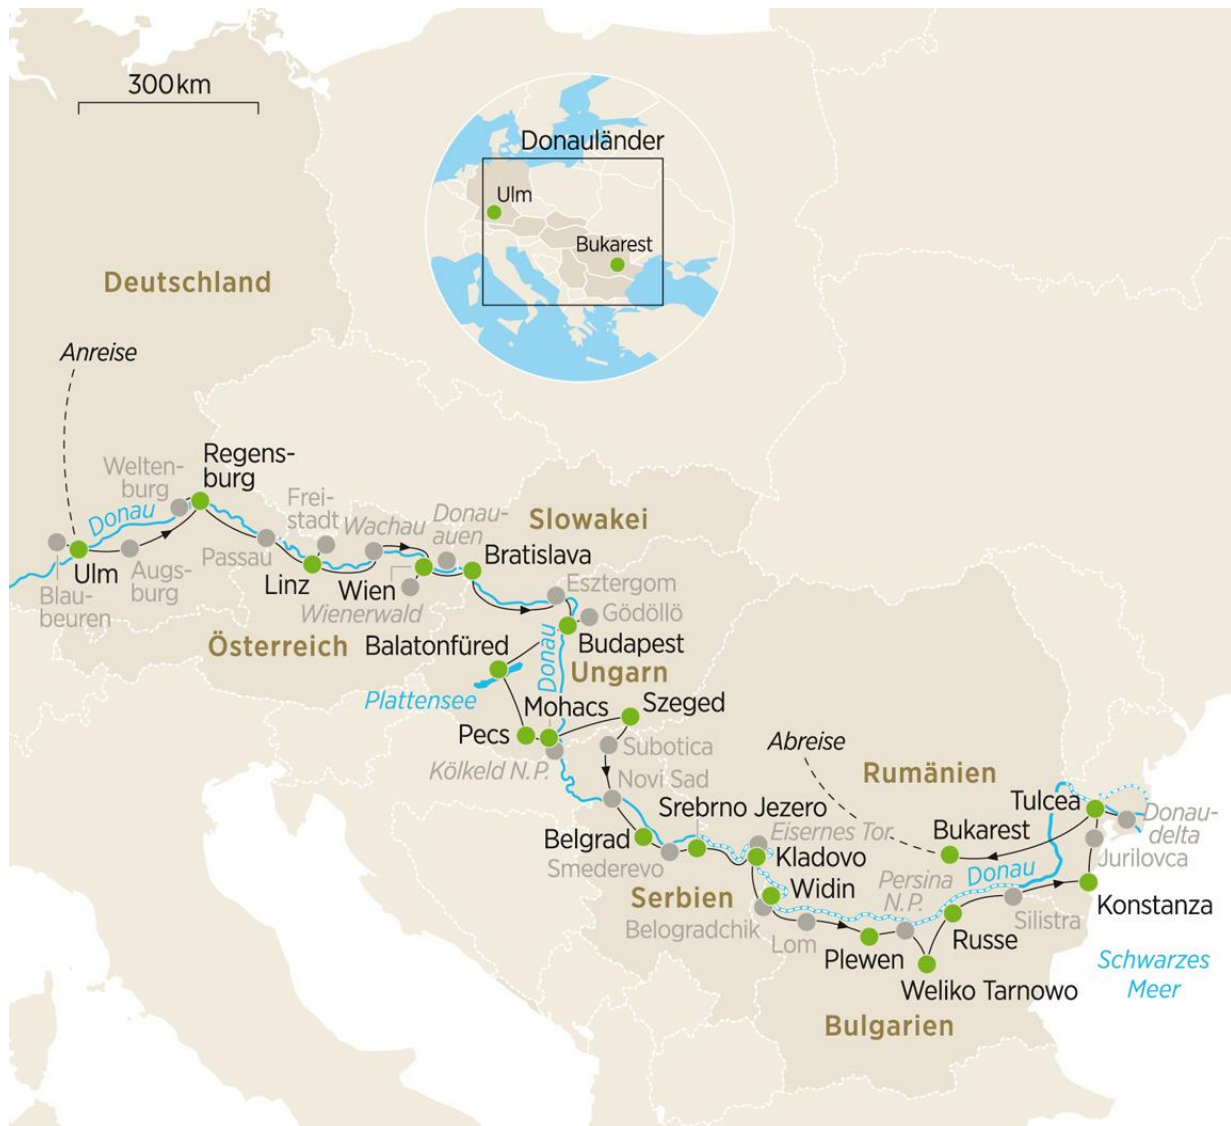 300 km
Donauländer
Ulm
Bukarest
Deutschland
Anreise
Regens-
burg
Welten-
burg
Donau
Frei-
stadt
Wachau
Donau-
auen
Slowakei
Bratislava
Passau
Ulm
Augs-
burg
Blau-
beuren
Linz
Wien
Wienerwald
Esztergom
Gödöllö
Österreich
Balatonfüred
Budapest
Donau
Ungarn
Plattensee
Mohacs
Szeged
Pecs
Subotica
Kölkeld N.P.
Novi Sad
Abreise
Rumänien
Srebrno Jezero
Tulcea
Donau-
delta
Belgrad
Eisernes Tor
Bukarest
Smederevo
Kladovo
Jurilovca
Donau
Persina
N.P.
Widin
Serbien
Konstanza
Silistra
Belogradchik
Lom
Russe
Plewen
Weliko Tarnowo
Schwarzes
Meer
Bulgarien